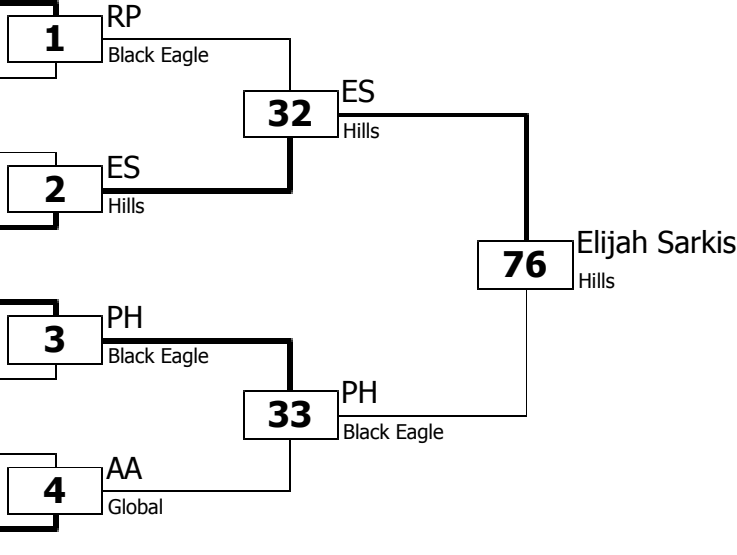 RP
1
Black Eagle
ES
32
Hills
ES
2
Hills
Elijah Sarkis
76
Hills
PH
3
Black Eagle
PH
33
Black Eagle
AA
4
Global